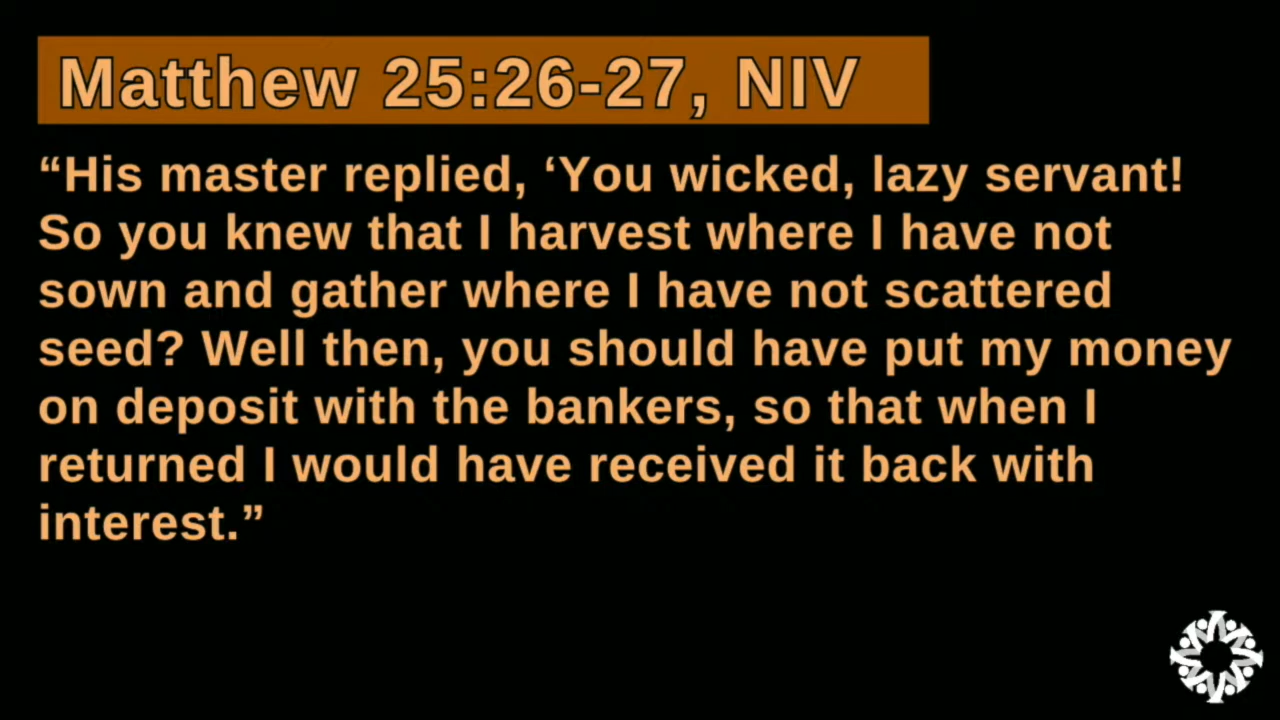 Matthew 25:26-27, NIV
“His master replied, ‘You wicked, lazy servant!
So you knew that I harvest where I have not
sown and gather where I have not scattered
seed? Well then, you should have put my money
on deposit with the bankers, so that when I
returned I would have received it back with
interest.”